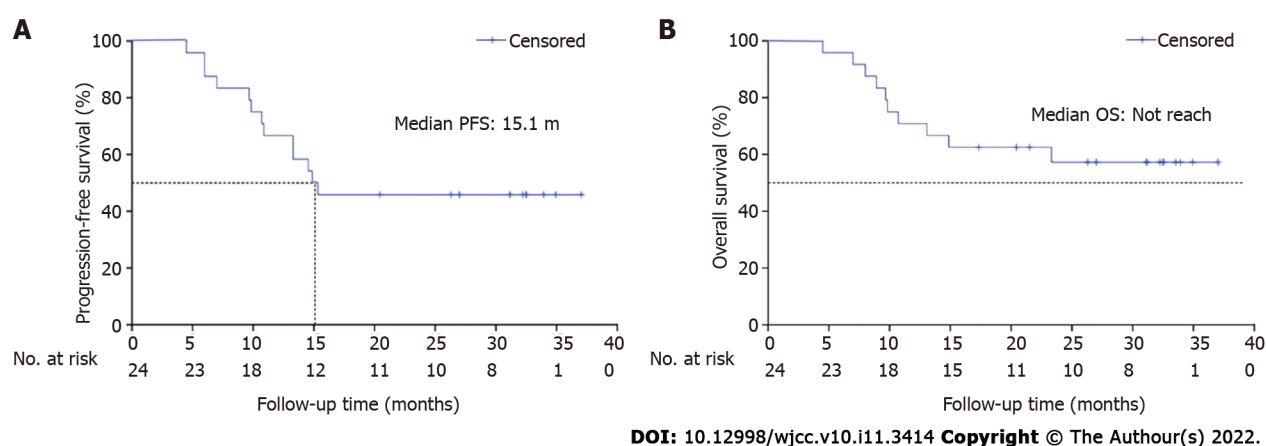 A
Censored
Progression-free survival (%)
100
80
60
40
20
0
Median PFS: 15.1 m
0 5 10 15 20 25 30 35 40
No. at risk
24 23 18 12 11 10 8 1 0
Follow-up time (months)
B
Censored
Overall survival (%)
100
80
60
40
20
0
Median OS: Not reach
0 5 10 15 20 25 30 35 40
No. at risk
24 23 18 15 11 10 8 1 0
Follow-up time (months)
DOI: 10.12998/wjcc.v10.i11.3414 Copyright © The Author(s) 2022.